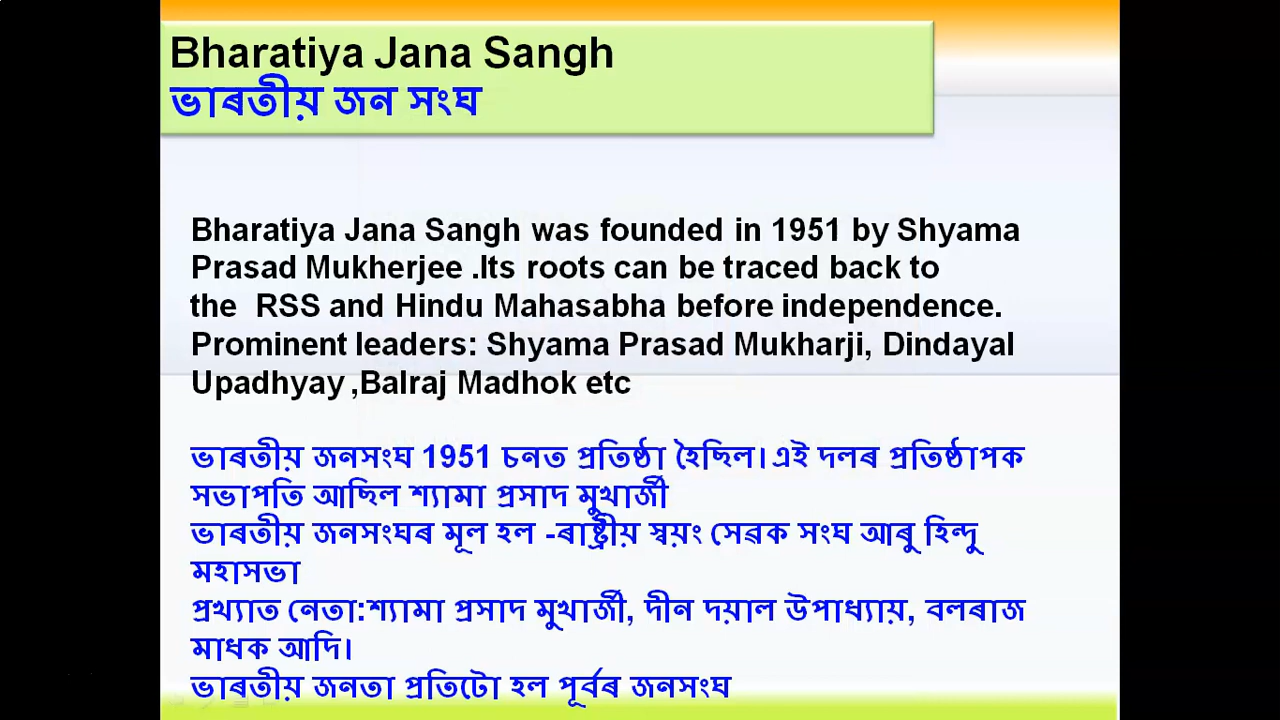 Bharatiya Jana Sangh
ভাৰতীয় জন সংঘ
Bharatiya Jana Sangh was founded in 1951 by Shyama
Prasad Mukherjee .Its roots can be traced back to
the RSS and Hindu Mahasabha before independence.
Prominent leaders: Shyama Prasad Mukharji, Dindayal
Upadhyay ,Balraj Madhok etc
ভাৰতীয় জনসংঘ 1951 চনত প্ৰতিষ্ঠা হৈছিল। এই দলৰ প্ৰতিষ্ঠাপক
সভাপতি আছিল শ্যামা প্ৰসাদ মুখাৰ্জী
ভাৰতীয় জনসংঘৰ মূল হল -ৰাষ্ট্ৰীয় স্বয়ং সেৱক সংঘ আৰু হিন্দু
মহাসভা
প্ৰখ্যাত নেতা:শ্যামা প্ৰসাদ মুখাৰ্জী, দীন দয়াল উপাধ্যায়, বলৰাজ
মাধক আদি।
ভাৰতীয় জনতা প্ৰতিটো হল পূৰ্বৰ জনসংঘ